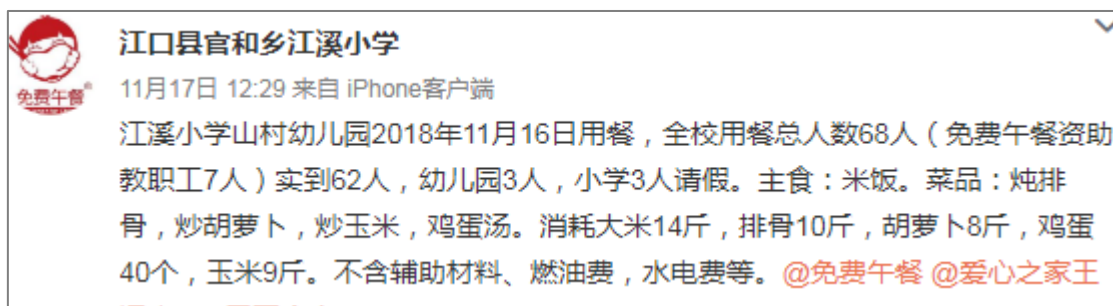 江口县官和乡江溪小学
11月17日 12:29 来自 iPhone客户端
免费午餐
江溪小学山村幼儿园2018年11月16日用餐，全校用餐总人数68人（免费午餐资助
教职工7人）实到62人，幼儿园3人，小学3人请假。主食：米饭。菜品：炖排
骨，炒胡萝卜，炒玉米，鸡蛋汤。消耗大米14斤，排骨10斤，胡萝卜8斤，鸡蛋
40个，玉米9斤。不含辅助材料、燃油费，水电费等。@免费午餐 @爱心之家王